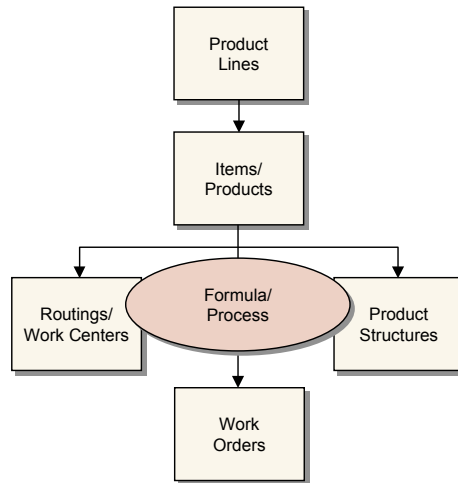 Product
Lines
Items/
Products
Routings/
Work Centers
Formula/
Process
Product
Structures
Work
Orders